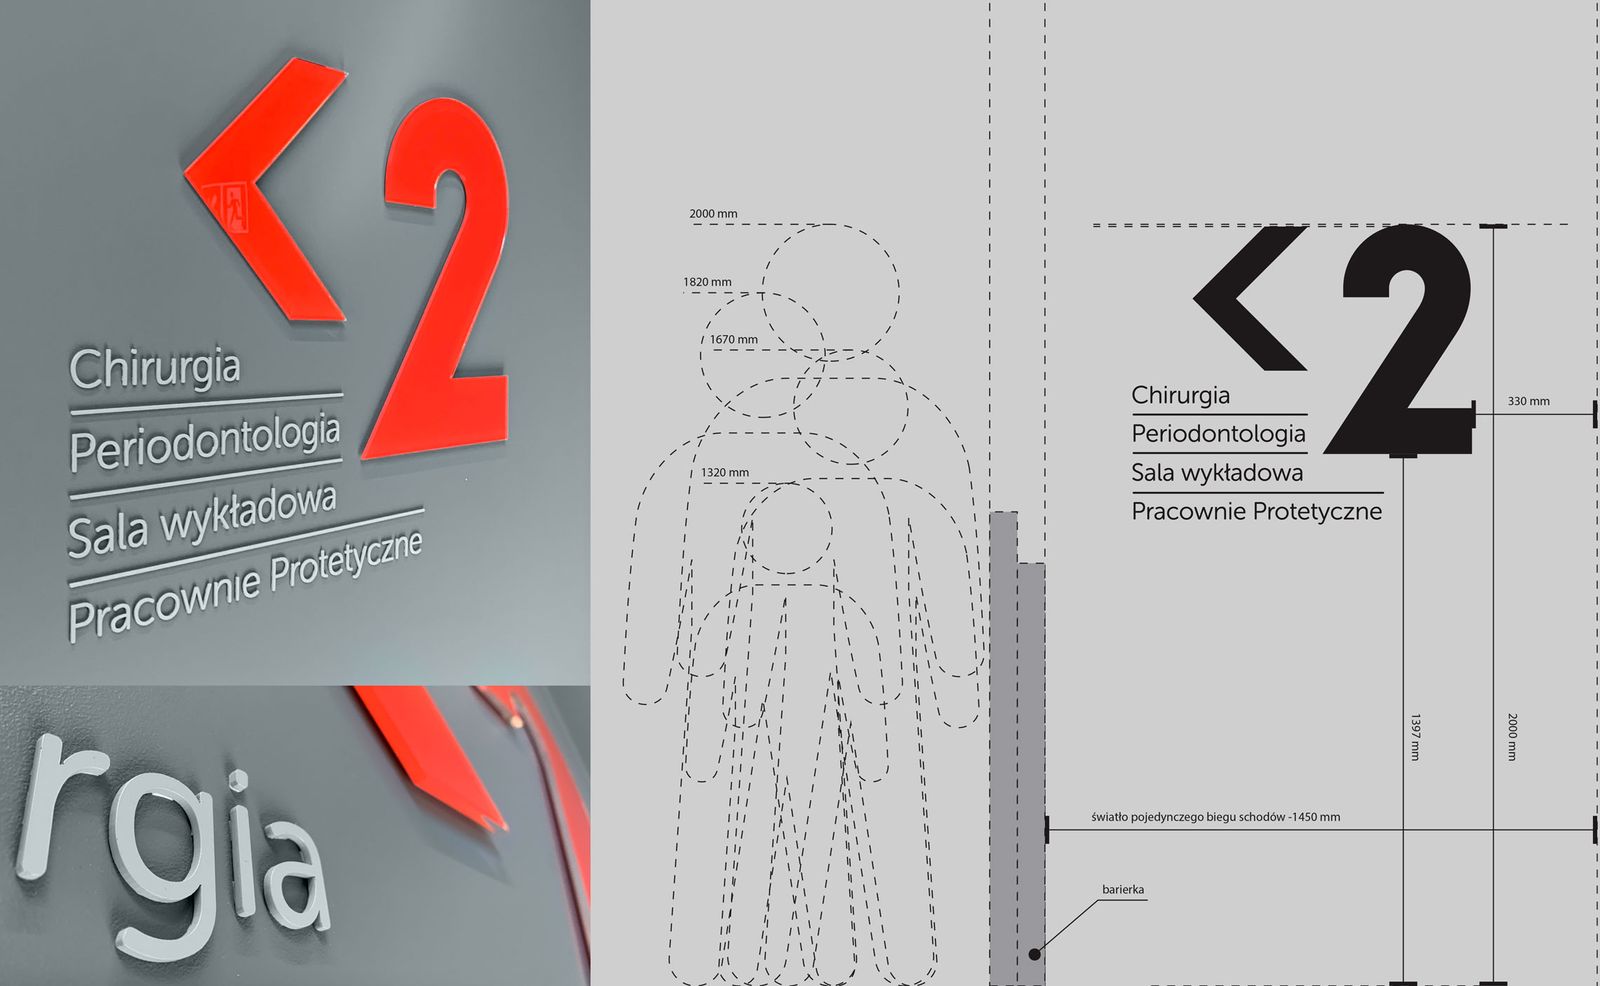 2
Chirurgia
Periodontologia
Sala wykładowa
Pracownie Protetyczne
rgia
2000 mm
1820 mm
1670 mm
1320 mm
2
Chirurgia
Periodontologia
Sala wykładowa
Pracownie Protetyczne
330 mm
1397 mm
2000 mm
światło pojedynczego biegu schodów -1450 mm
barierka